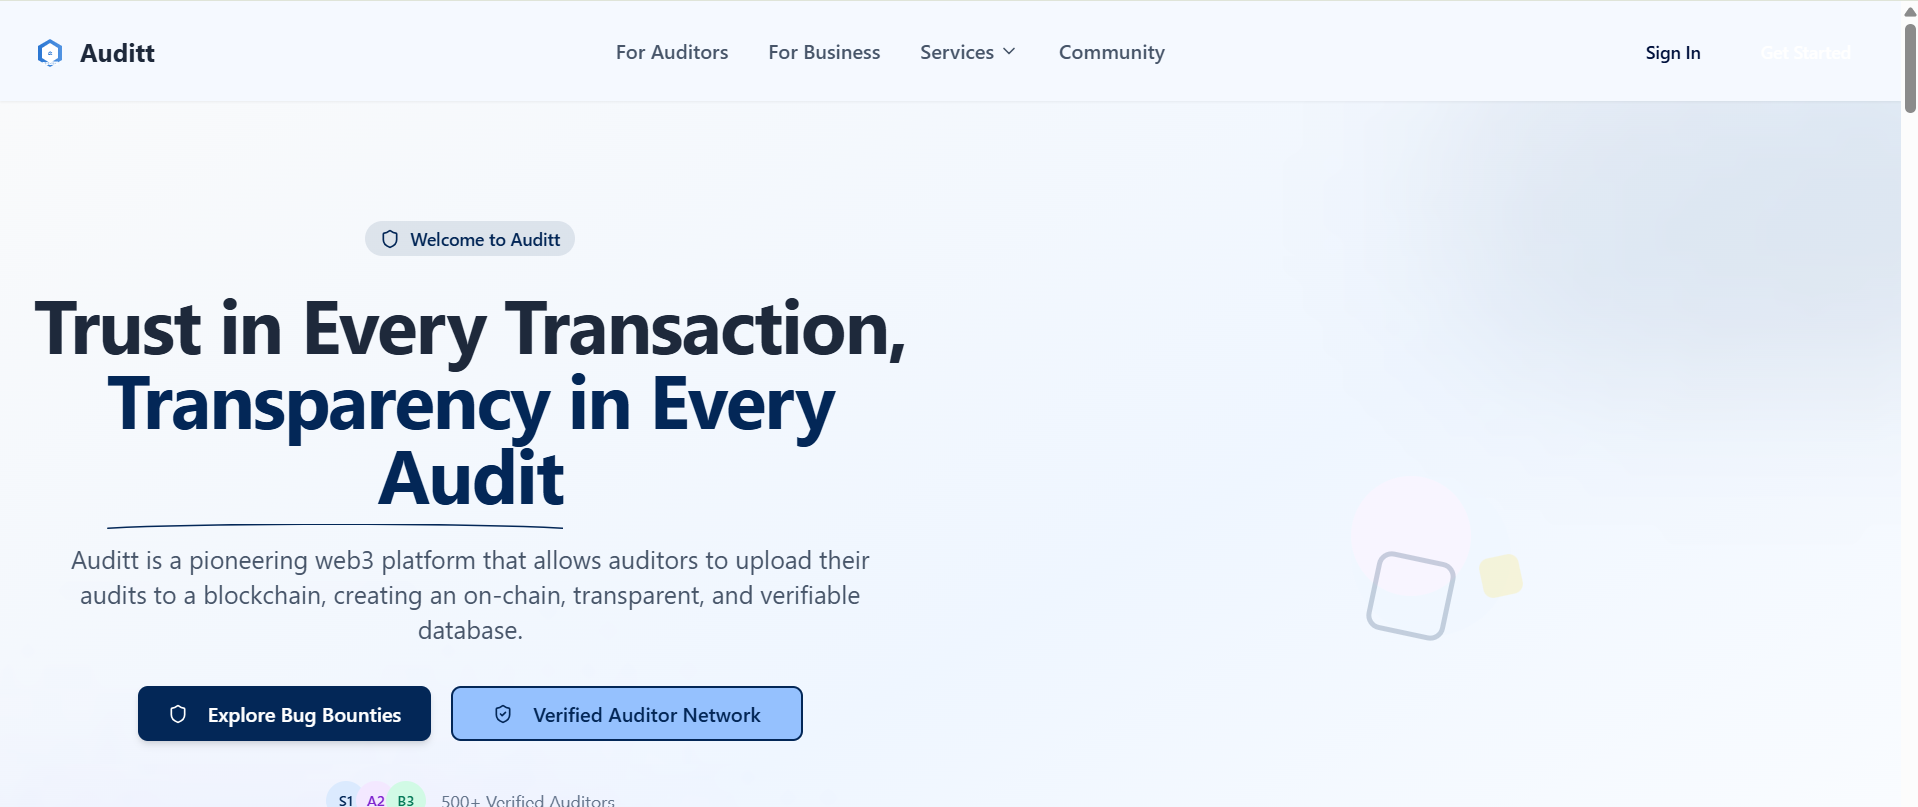 Auditt
For Auditors
For Business
Services
Community
Sign In
Get Started
Welcome to Auditt
Trust in Every Transaction,
Transparency in Every
Audit
Auditt is a pioneering web3 platform that allows auditors to upload their
audits to a blockchain, creating an on-chain, transparent, and verifiable
database.
Explore Bug Bounties
Verified Auditor Network
S1 A2 B3
500+ Verified Auditors